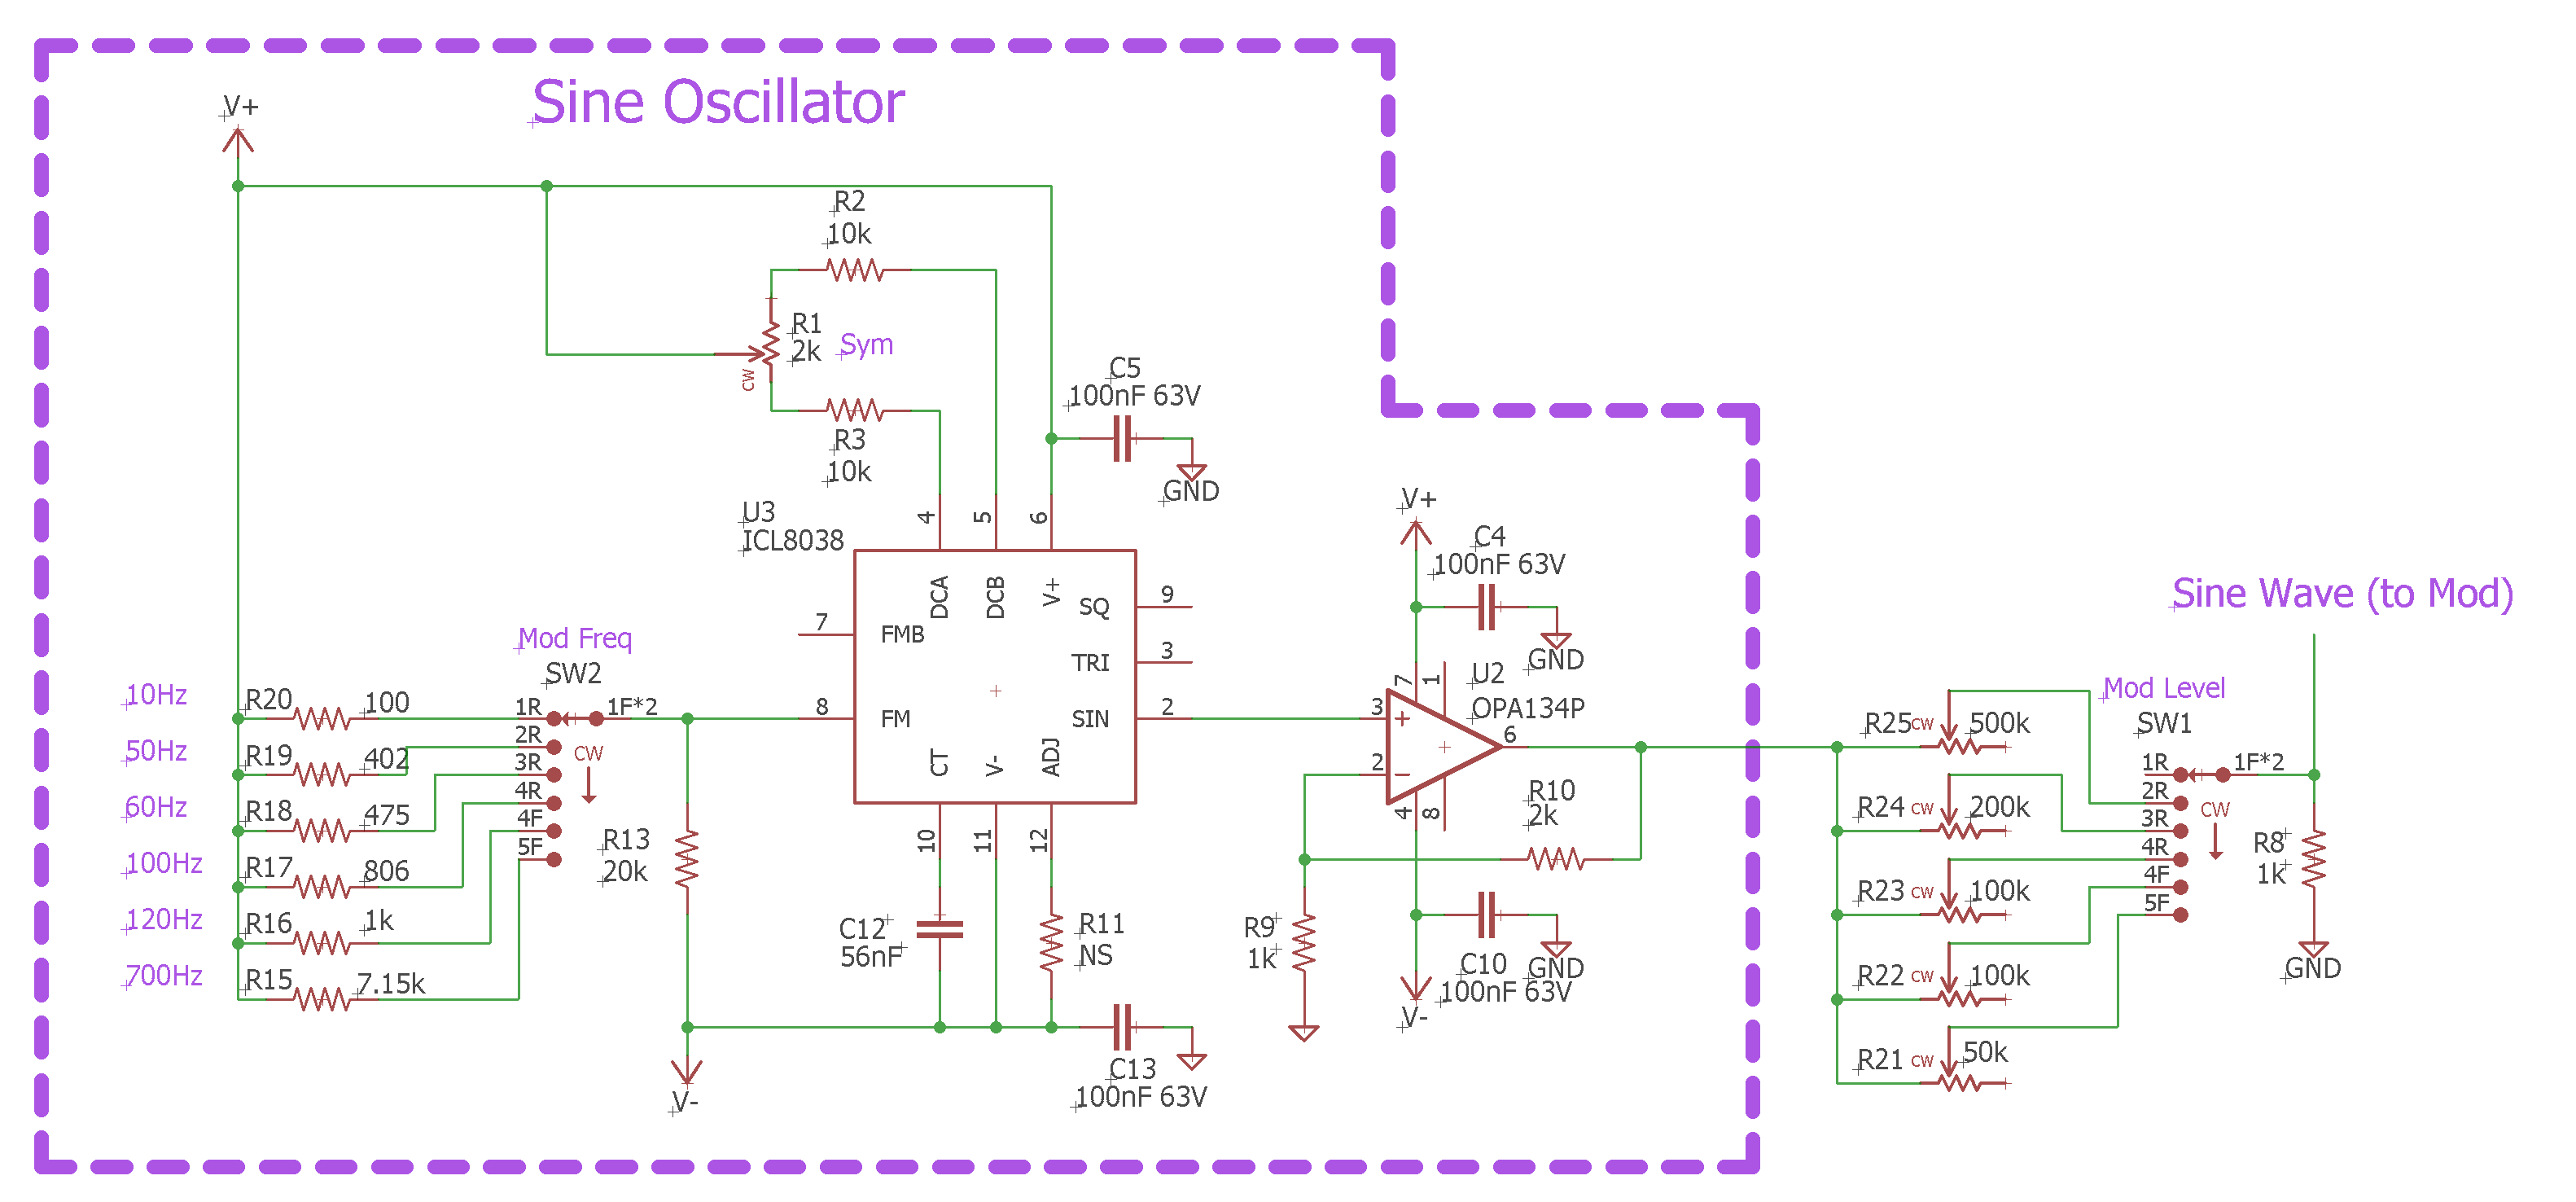 Sine Oscillator
V+
R2
10k
R1
2k
Sym
CW
R3
10k
C5
100nF 63V
GND
U3
ICL8038
4
5
6
DCA
DCB
V+
SQ
9
7
FMB
TRI
3
8
FM
SIN
2
CT
V-
ADJ
10
11
12
Mod Freq
SW2
10Hz
R20
100
1R
1F*2
50Hz
R19
402
2R
CW
60Hz
R18
475
3R
100Hz
R17
806
4R
120Hz
R16
1k
4F
700Hz
R15
7.15k
5F
R13
20k
V-
C12
56nF
R11
NS
C13
100nF 63V
V+
C4
100nF 63V
GND
U2
OPA134P
7
1
3
6
2
4
8
R10
2k
R9
1k
C10
100nF 63V
GND
V-
Sine Wave (to Mod)
Mod Level
SW1
R25
CW
500k
1R
1F*2
2R
CW
R24
CW
200k
3R
4R
R23
CW
100k
4F
5F
R22
CW
100k
R21
CW
50k
R8
1k
GND